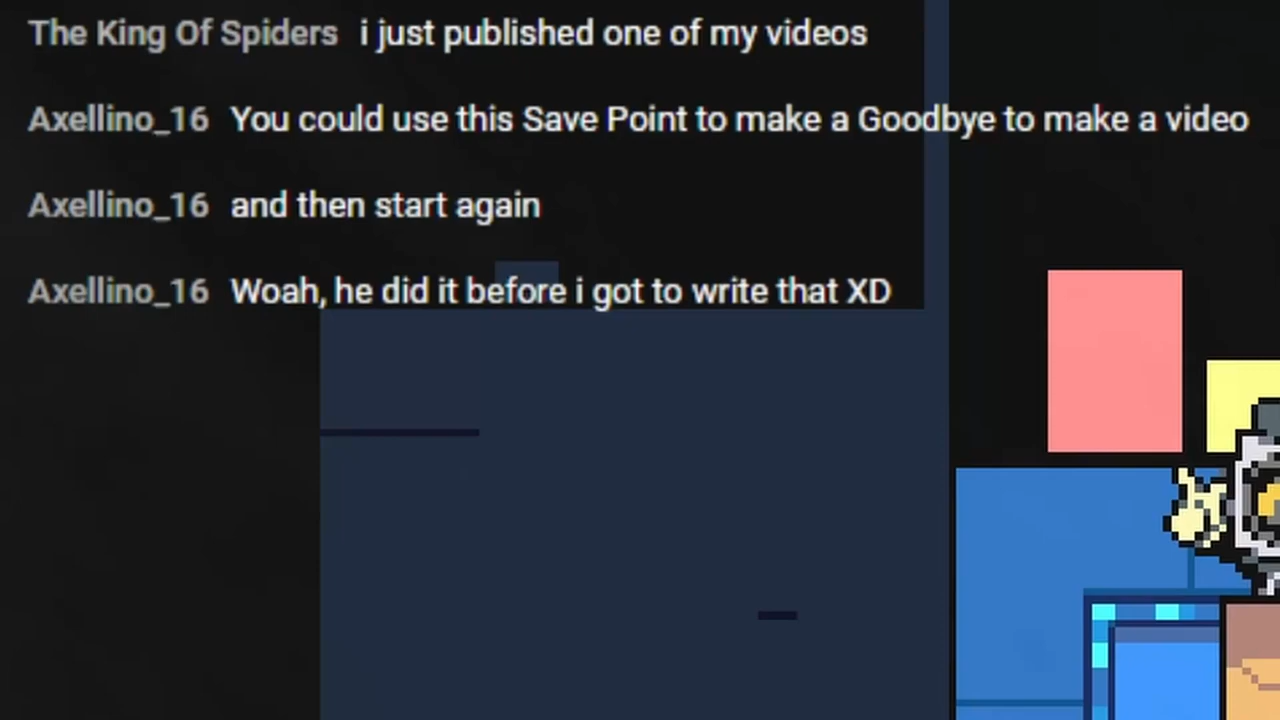 The King Of Spiders i just published one of my videos
Axellino_16 You could use this Save Point to make a Goodbye to make a video
Axellino_16 and then start again
Axellino_16 Woah, he did it before i got to write that XD